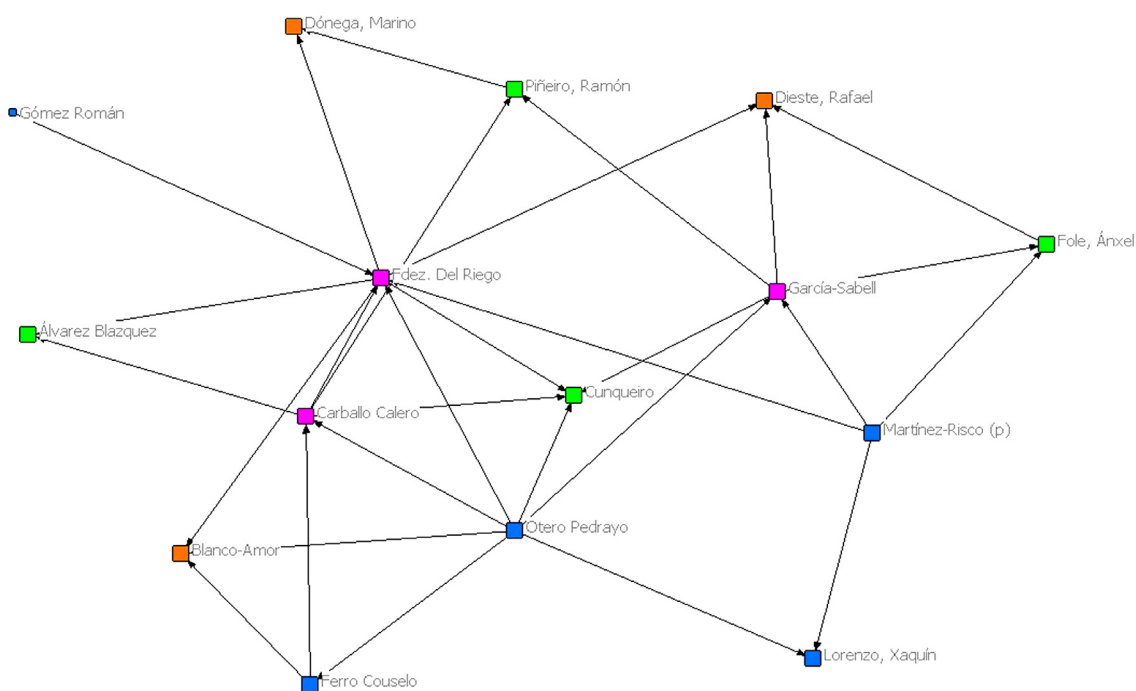 Dónega, Marino
Piñeiro, Ramón
Dieste, Rafael
Gómez Román
Fole, Ánxel
Fdez. Del Riego
García-Sabell
Álvarez Blazquez
Cunqueiro
Carballo Calero
Martínez-Risco (p)
Otero Pedrayo
Blanco-Amor
Lorenzo, Xaquín
Ferro Couselo